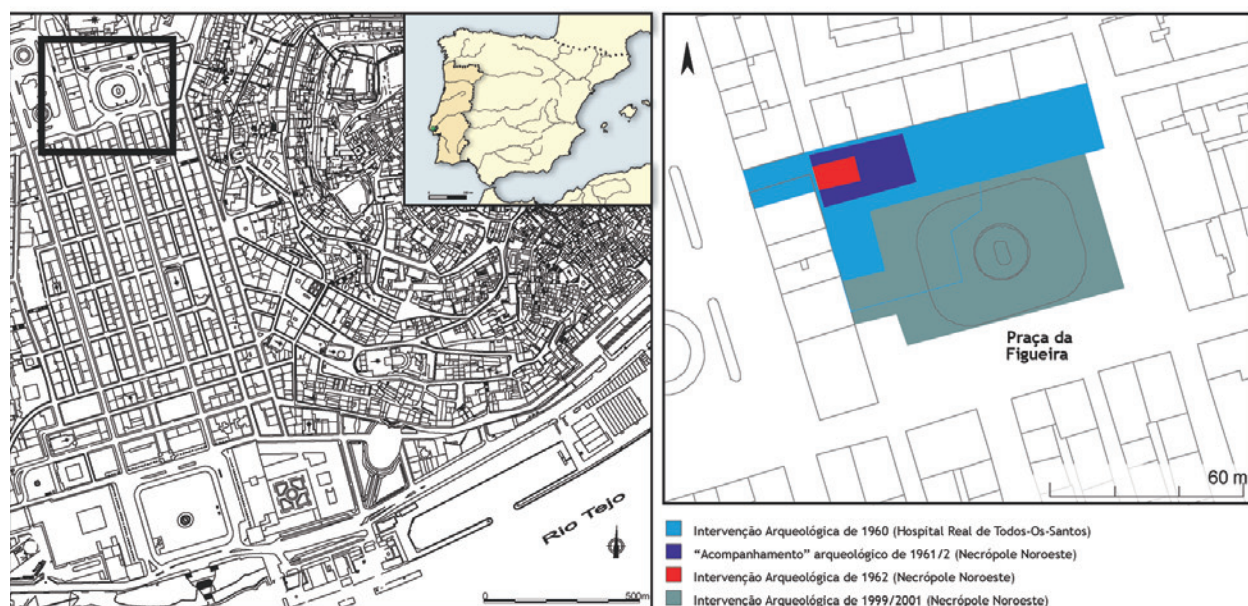 Rio Tejo
500m
Praça da
Figueira
60 m
Intervenção Arqueológica de 1960 (Hospital Real de Todos-Os-Santos)
“Acompanhamento” arqueológico de 1961/2 (Necrópole Noroeste)
Intervenção Arqueológica de 1962 (Necrópole Noroeste)
Intervenção Arqueológica de 1999/2001 (Necrópole Noroeste)